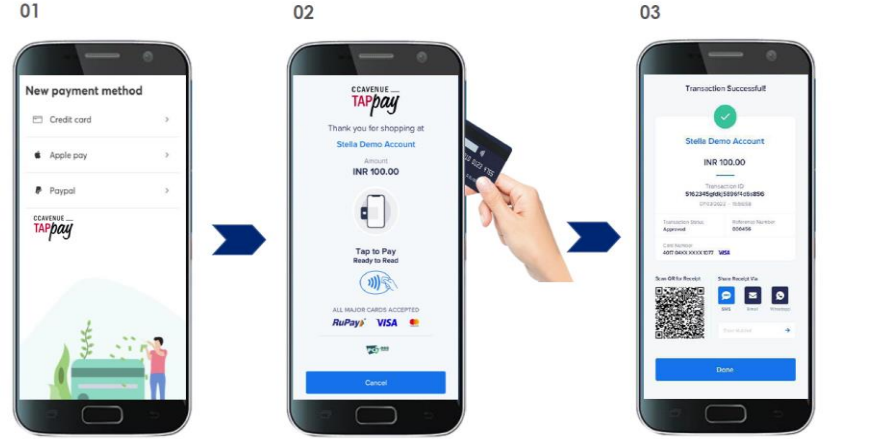 01
New payment method
Credit card
Apple pay
Paypal
CCAVENUE
TAPpay
02
CCAVENUE
TAPpay
Thank you for shopping at
Stella Demo Account
Amount
INR 100.00
Tap to Pay
Ready to Read
ALL MAJOR CARDS ACCEPTED
RuPay VISA
Cancel
03
Transaction Successful!
Stella Demo Account
INR 100.00
Transaction ID
Transaction Status Reference Number
Approved
Card Number
VISA
Scan QR for Receipt Share Receipt Via
SMS Email WhatsApp
Done